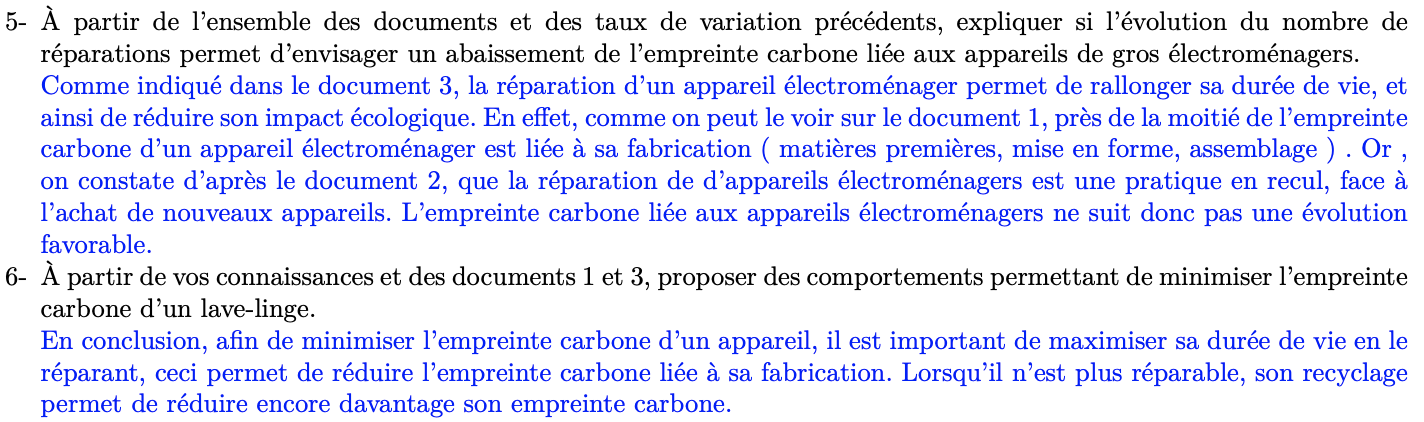 5- À partir de l’ensemble des documents et des taux de variation précédents, expliquer si l’évolution du nombre de
réparations permet d’envisager un abaissement de l’empreinte carbone liée aux appareils de gros électroménagers.
Comme indiqué dans le document 3, la réparation d’un appareil électroménager permet de rallonger sa durée de vie, et
ainsi de réduire son impact écologique. En effet, comme on peut le voir sur le document 1, près de la moitié de l’empreinte
carbone d’un appareil électroménager est liée à sa fabrication ( matières premières, mise en forme, assemblage ) . Or ,
on constate d’après le document 2, que la réparation de d’appareils électroménagers est une pratique en recul, face à
l’achat de nouveaux appareils. L’empreinte carbone liée aux appareils électroménagers ne suit donc pas une évolution
favorable.
6- À partir de vos connaissances et des documents 1 et 3, proposer des comportements permettant de minimiser l’empreinte
carbone d’un lave-linge.
En conclusion, afin de minimiser l’empreinte carbone d’un appareil, il est important de maximiser sa durée de vie en le
réparant, ceci permet de réduire l’empreinte carbone liée à sa fabrication. Lorsqu’il n’est plus réparable, son recyclage
permet de réduire encore davantage son empreinte carbone.